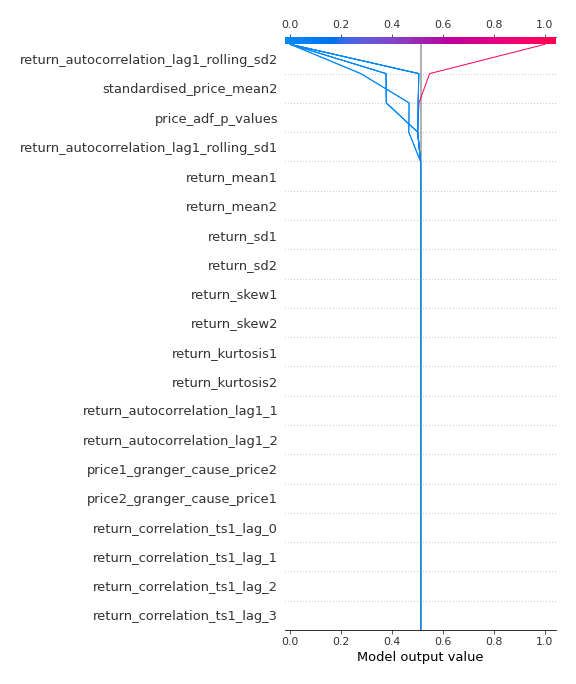 0.0 0.2 0.4 0.6 0.8 1.0
return_autocorrelation_lag1_rolling_sd2
standardised_price_mean2
price_adf_p_values
return_autocorrelation_lag1_rolling_sd1
return_mean1
return_mean2
return_sd1
return_sd2
return_skew1
return_skew2
return_kurtosis1
return_kurtosis2
return_autocorrelation_lag1_1
return_autocorrelation_lag1_2
price1_granger_cause_price2
price2_granger_cause_price1
return_correlation_ts1_lag_0
return_correlation_ts1_lag_1
return_correlation_ts1_lag_2
return_correlation_ts1_lag_3
0.0 0.2 0.4 0.6 0.8 1.0
Model output value